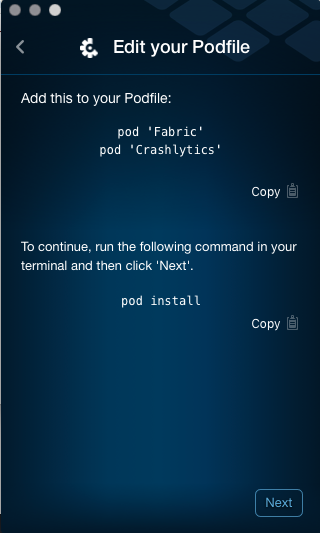 Edit your Podfile
Add this to your Podfile:
pod 'Fabric'
pod 'Crashlytics'
Copy
To continue, run the following command in your
terminal and then click 'Next'.
pod install
Copy
Next